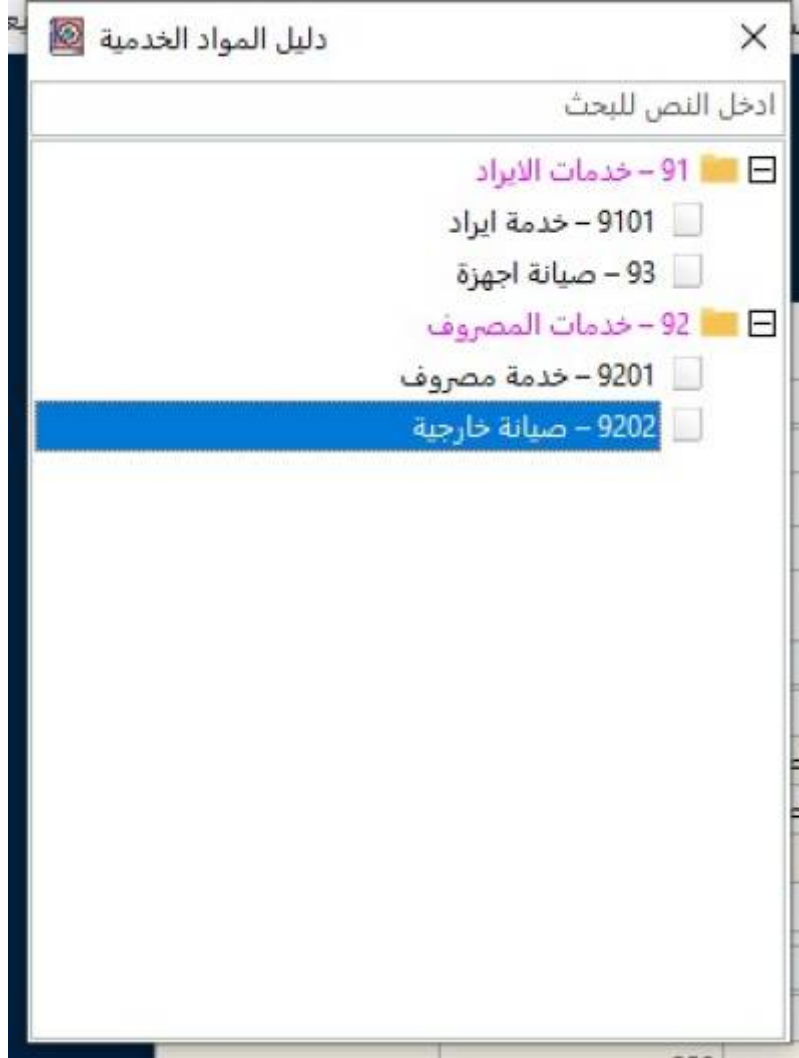 دليل المواد الخدمية
ادخل النص للبحث
91 – خدمات الايراد
9101 – خدمة ايراد
93 – صيانة اجهزة
92 – خدمات المصروف
9201 – خدمة مصروف
9202 – صيانة خارجية